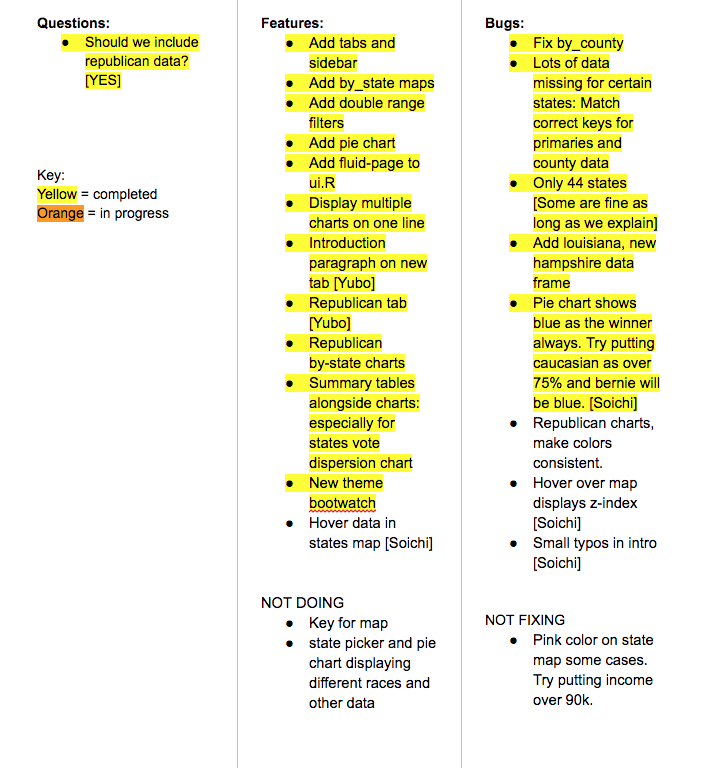 Questions:
● Should we include
republican data?
[YES]
Key:
Yellow = completed
Orange = in progress
Features:
● Add tabs and
sidebar
● Add by_state maps
● Add double range
filters
● Add pie chart
● Add fluid-page to
ui.R
● Display multiple
charts on one line
● Introduction
paragraph on new
tab [Yubo]
● Republican tab
[Yubo]
● Republican
by-state charts
● Summary tables
alongside charts:
especially for
states vote
dispersion chart
● New theme
bootwatch
● Hover data in
states map [Soichi]
NOT DOING
● Key for map
● state picker and pie
chart displaying
different races and
other data
Bugs:
● Fix by_county
● Lots of data
missing for certain
states: Match
correct keys for
primaries and
county data
● Only 44 states
[Some are fine as
long as we explain]
● Add louisiana, new
hampshire data
frame
● Pie chart shows
blue as the winner
always. Try putting
caucasian as over
75% and bernie will
be blue. [Soichi]
● Republican charts,
make colors
consistent.
● Hover over map
displays z-index
[Soichi]
● Small typos in intro
[Soichi]
NOT FIXING
● Pink color on state
map some cases.
Try putting income
over 90k.